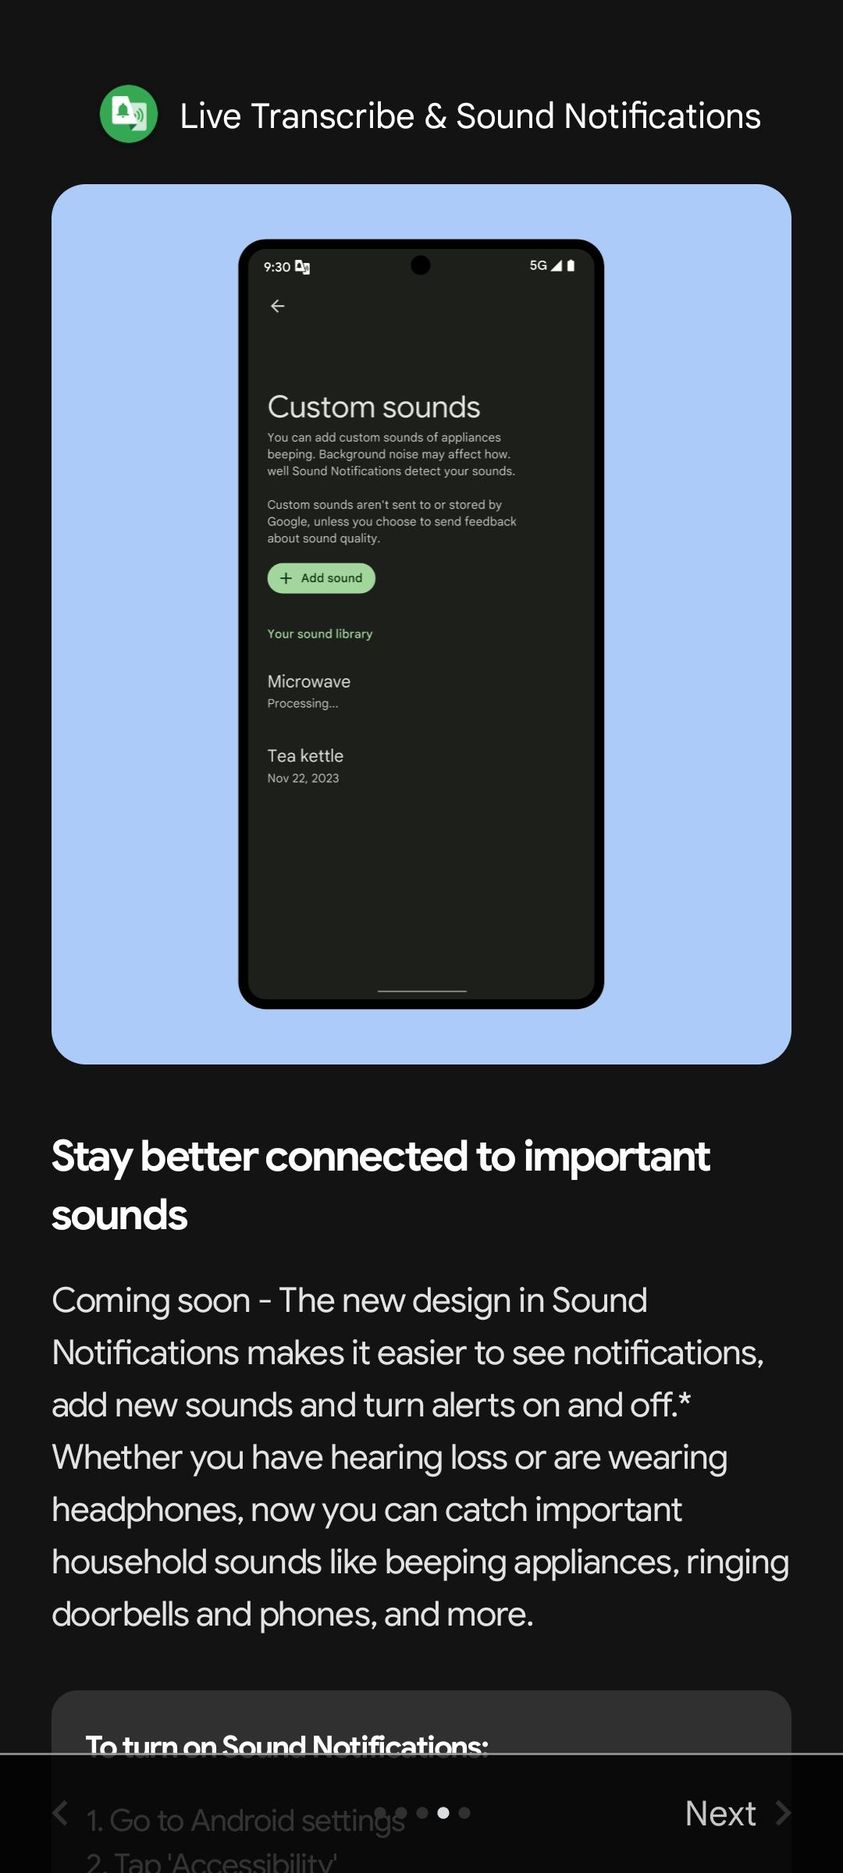 Live Transcribe & Sound Notifications
9:30
5G
Custom sounds
You can add custom sounds of appliances
beeping. Background noise may affect how.
well Sound Notifications detect your sounds.
Custom sounds aren't sent to or stored by
Google, unless you choose to send feedback
about sound quality.
+ Add sound
Your sound library
Microwave
Processing...
Tea kettle
Nov 22, 2023
Stay better connected to important
sounds
Coming soon - The new design in Sound
Notifications makes it easier to see notifications,
add new sounds and turn alerts on and off.*
Whether you have hearing loss or are wearing
headphones, now you can catch important
household sounds like beeping appliances, ringing
doorbells and phones, and more.
To turn on Sound Notifications:
1. Go to Android settings
Next
2. Tap 'Accessibility'